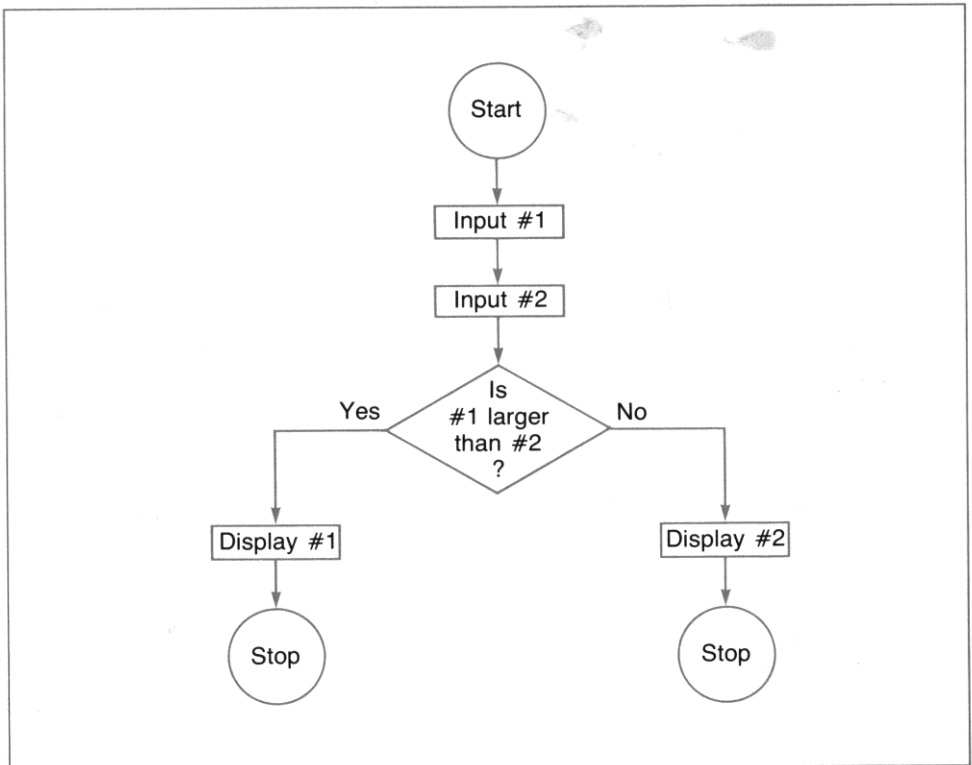 Start
Input #1
Input #2
Is
#1 larger
than #2
?
Yes
No
Display #1
Display #2
Stop
Stop